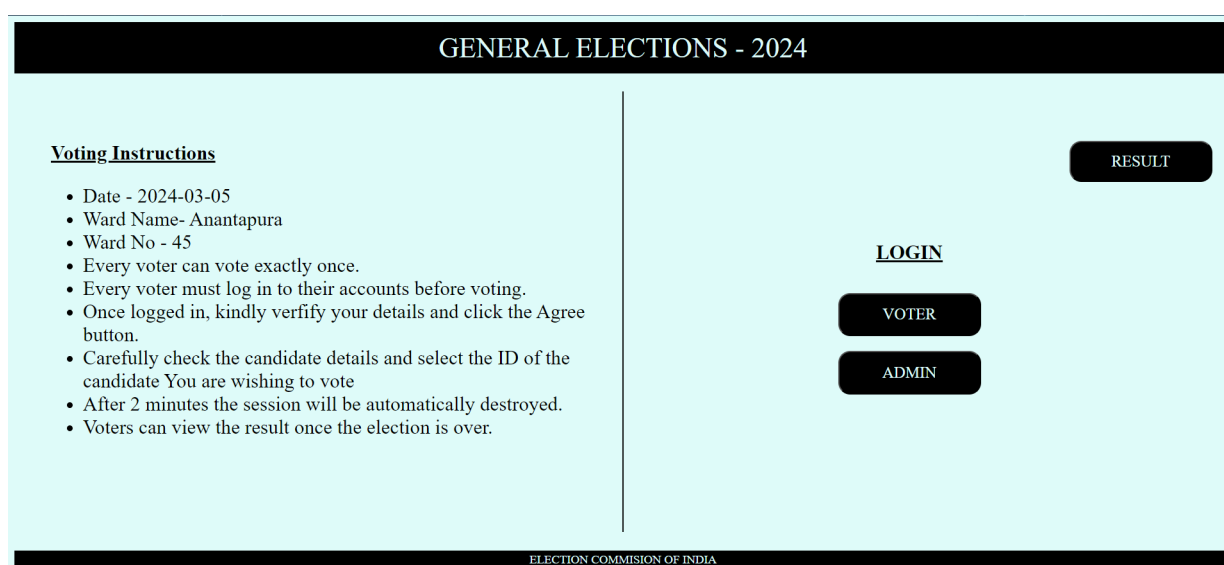 GENERAL ELECTIONS - 2024
Voting Instructions
• Date - 2024-03-05
• Ward Name- Anantapura
• Ward No - 45
• Every voter can vote exactly once.
• Every voter must log in to their accounts before voting.
• Once logged in, kindly verfify your details and click the Agree
button.
• Carefully check the candidate details and select the ID of the
candidate You are wishing to vote
• After 2 minutes the session will be automatically destroyed.
• Voters can view the result once the election is over.
RESULT
LOGIN
VOTER
ADMIN
ELECTION COMMISION OF INDIA